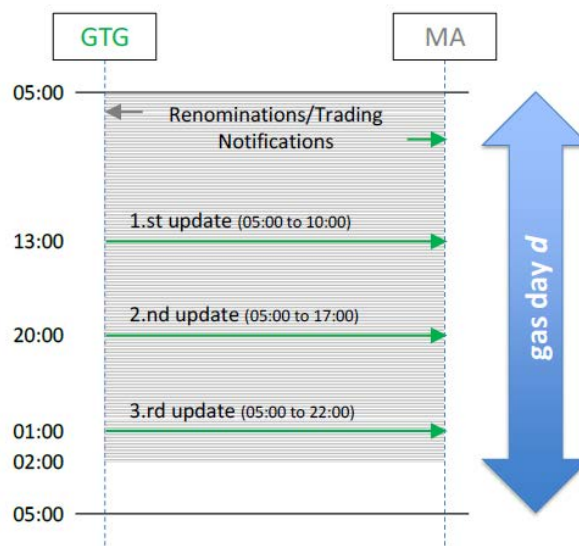 GTG MA
05:00
Renominations/Trading
Notifications
1.st update (05:00 to 10:00)
13:00
2.nd update (05:00 to 17:00)
20:00
3.rd update (05:00 to 22:00)
01:00
02:00
05:00
gas day d